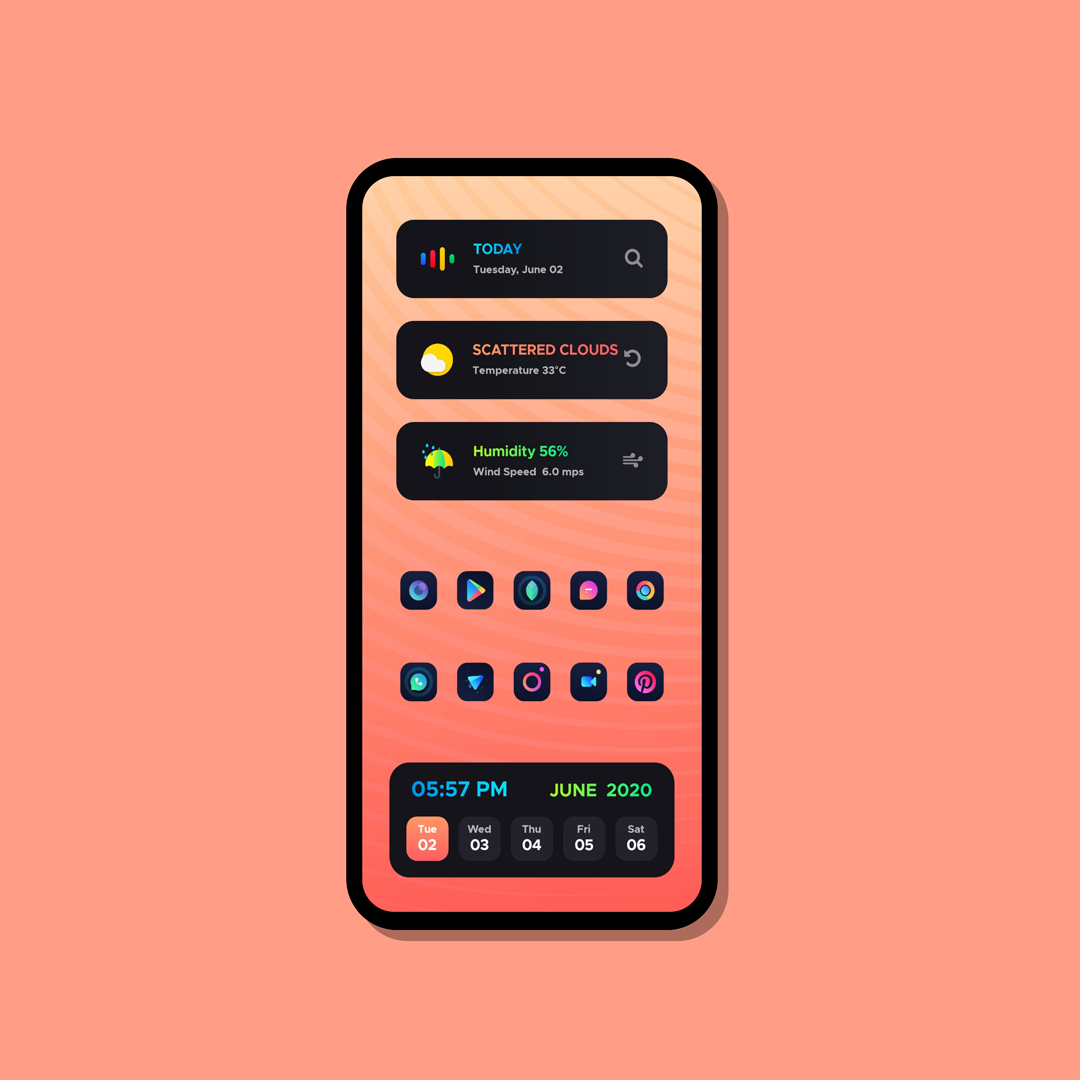 TODAY
Tuesday, June 02
SCATTERED CLOUDS
Temperature 33°C
Humidity 56%
Wind Speed  6.0 mps
05:57 PM JUNE  2020
Tue Wed Thu Fri Sat
02 03 04 05 06